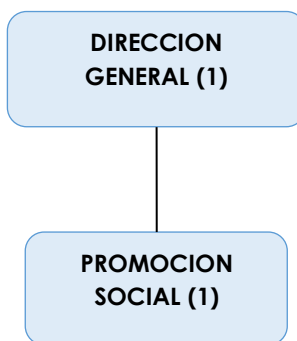 DIRECCION
GENERAL (1)
PROMOCION
SOCIAL (1)